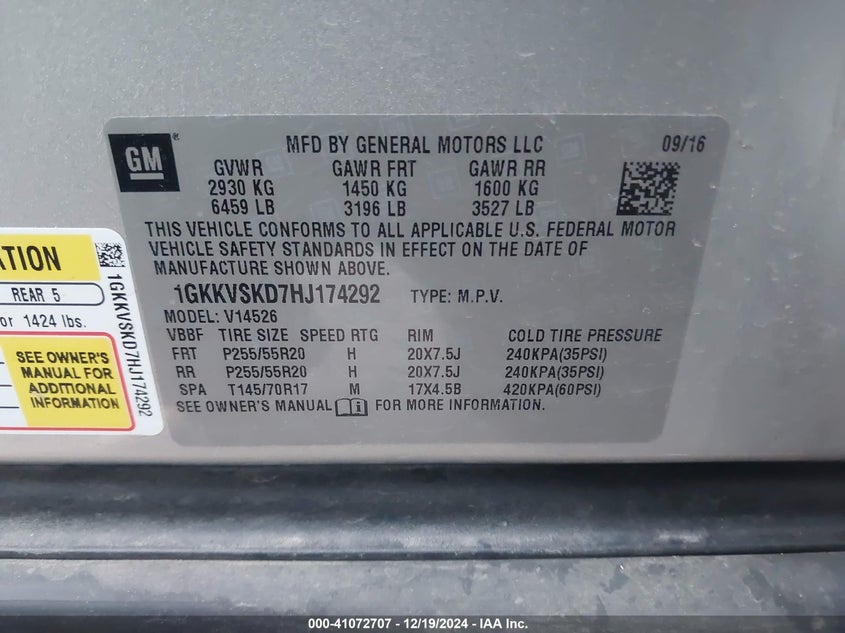 GM
®
MFD BY GENERAL MOTORS LLC 09/16
GVWR GAWR FRT GAWR RR
2930 KG 1450 KG 1600 KG
6459 LB 3196 LB 3527 LB
THIS VEHICLE CONFORMS TO ALL APPLICABLE U.S. FEDERAL MOTOR
VEHICLE SAFETY STANDARDS IN EFFECT ON THE DATE OF
MANUFACTURE SHOWN ABOVE.
1GKKVSKD7HJ174292 TYPE: M.P.V.
MODEL: V14526
VBBF TIRE SIZE SPEED RTG RIM COLD TIRE PRESSURE
FRT P255/55R20 H 20X7.5J 240KPA(35PSI)
RR P255/55R20 H 20X7.5J 240KPA(35PSI)
SPA T145/70R17 M 17X4.5B 420KPA(60PSI)
SEE OWNER'S MANUAL FOR MORE INFORMATION.
ATION
REAR 5
or 1424 lbs.
SEE OWNER'S
MANUAL FOR
ADDITIONAL
INFORMATION
1GKKVSKD7HJ174292
000-41072707 - 12/19/2024 - IAA Inc.